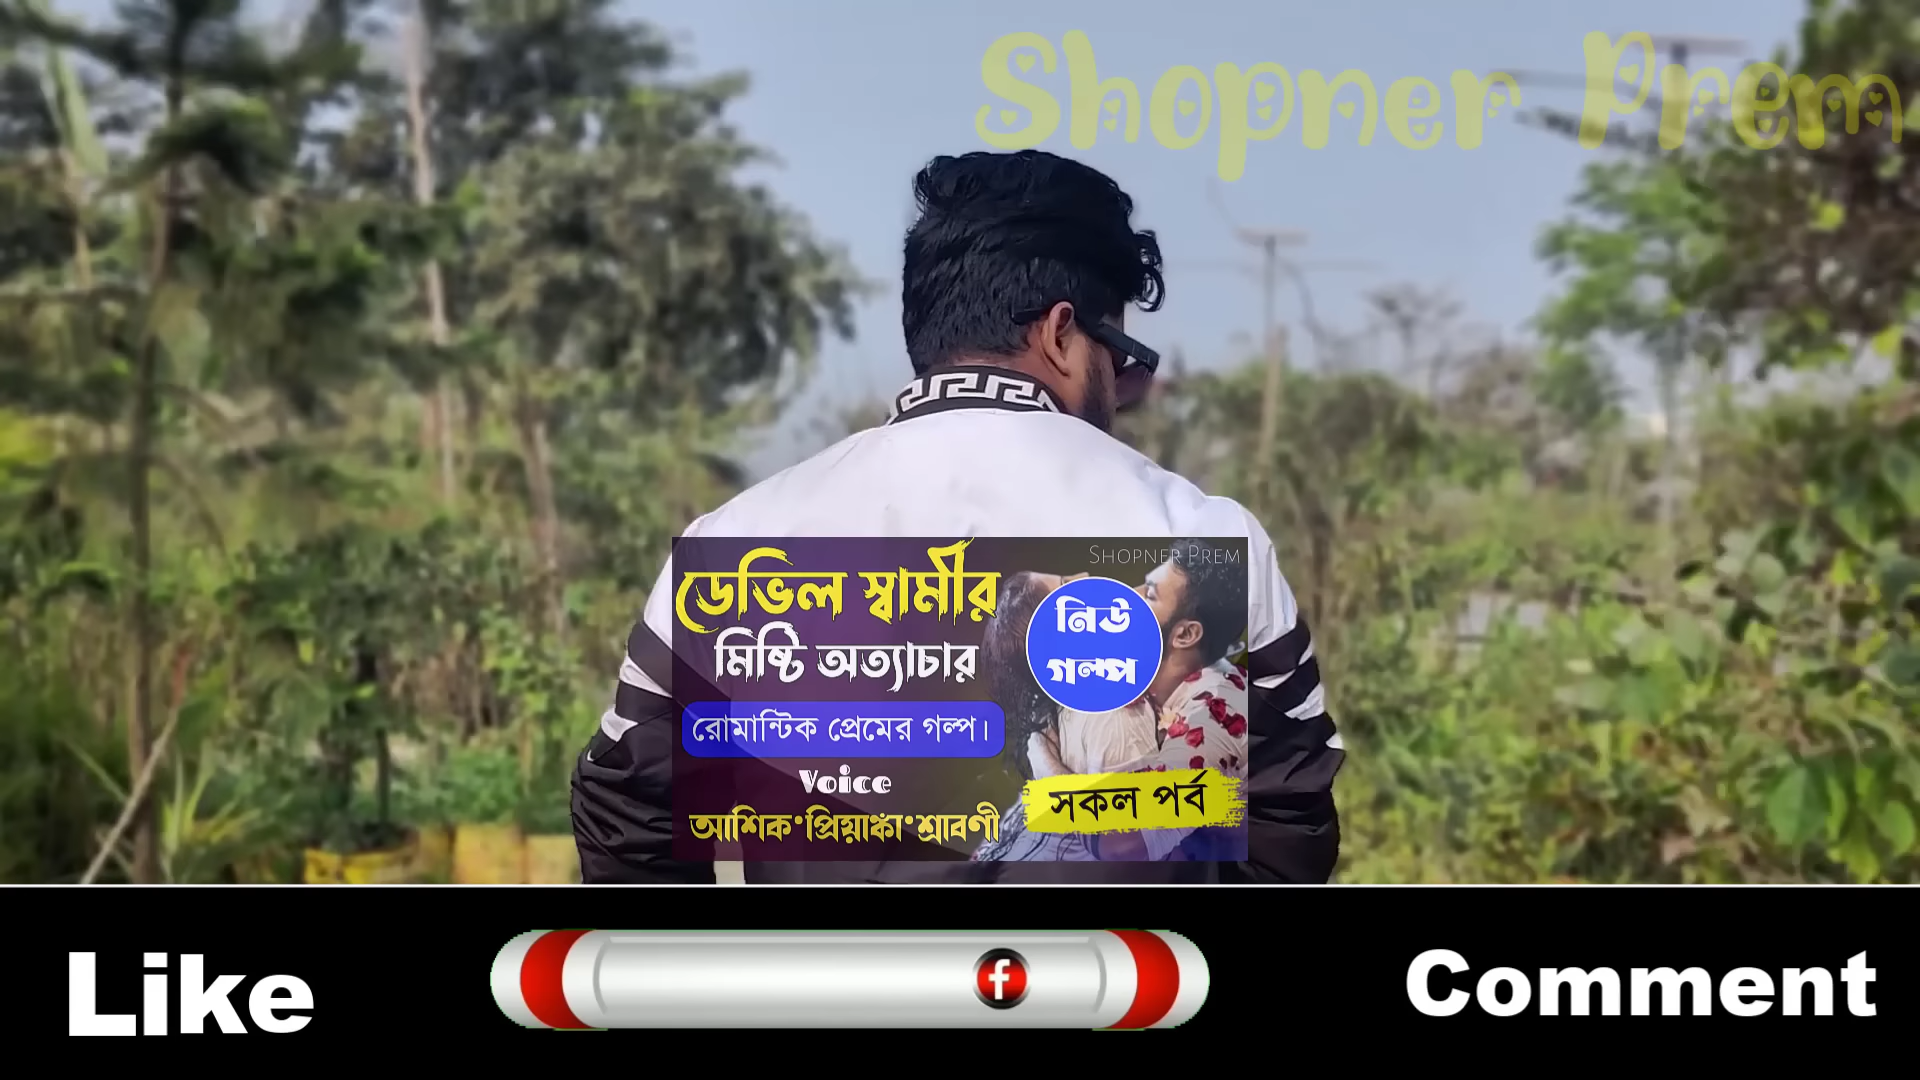 Shopner Prem
SHOPNER PREM
ডেভিল স্বামীর
মিষ্টি অত্যাচার
নিউ
গল্প
রোমান্টিক প্রেমের গল্প।
Voice
আশিক•প্রিয়াঙ্কা•শ্রাবণী
সকল পর্ব
Like
f
Comment